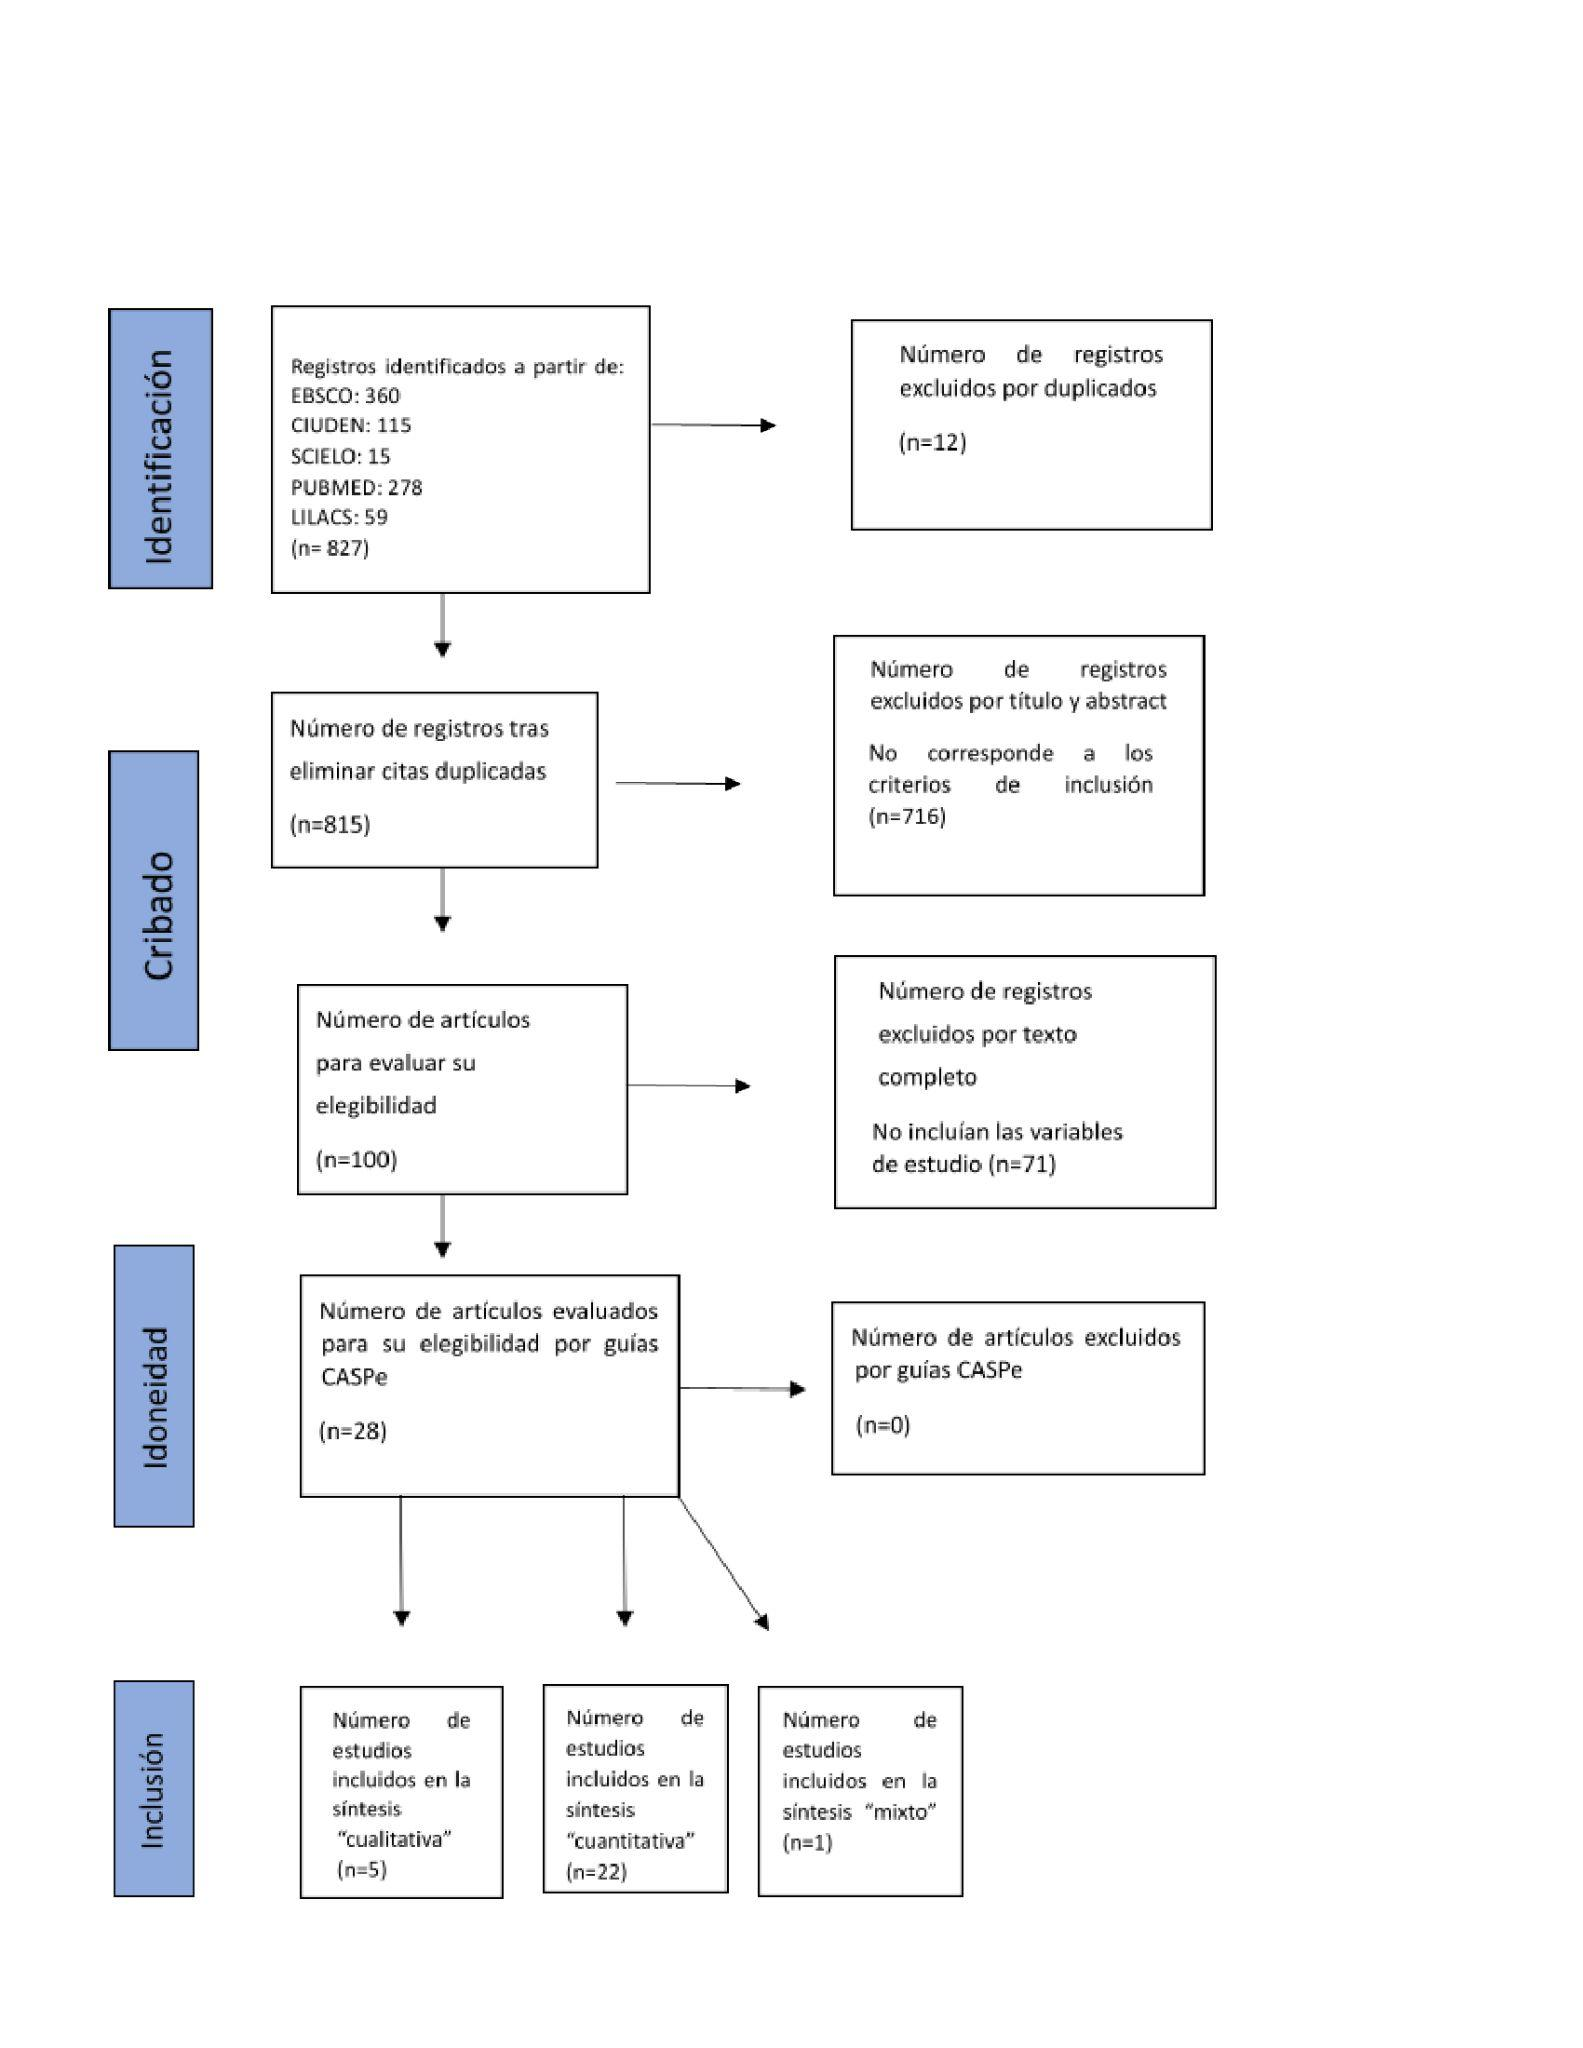 Identificación
Registros identificados a partir de:
EBSCO: 360
CIUDEN: 115
SCIELO: 15
PUBMED: 278
LILACS: 59
(n= 827)
Número de registros
excluidos por duplicados
(n=12)
Cribado
Número de registros tras
eliminar citas duplicadas
(n=815)
Número de registros
excluidos por título y abstract
No corresponde a los
criterios de inclusión
(n=716)
Número de artículos
para evaluar su
elegibilidad
(n=100)
Número de registros
excluidos por texto
completo
No incluían las variables
de estudio (n=71)
Idoneidad
Número de artículos evaluados
para su elegibilidad por guías
CASPe
(n=28)
Número de artículos excluidos
por guías CASPe
(n=0)
Inclusión
Número de
estudios
incluidos en la
síntesis
“cualitativa”
(n=5)
Número de
estudios
incluidos en la
síntesis
“cuantitativa”
(n=22)
Número de
estudios
incluidos en la
síntesis “mixto”
(n=1)